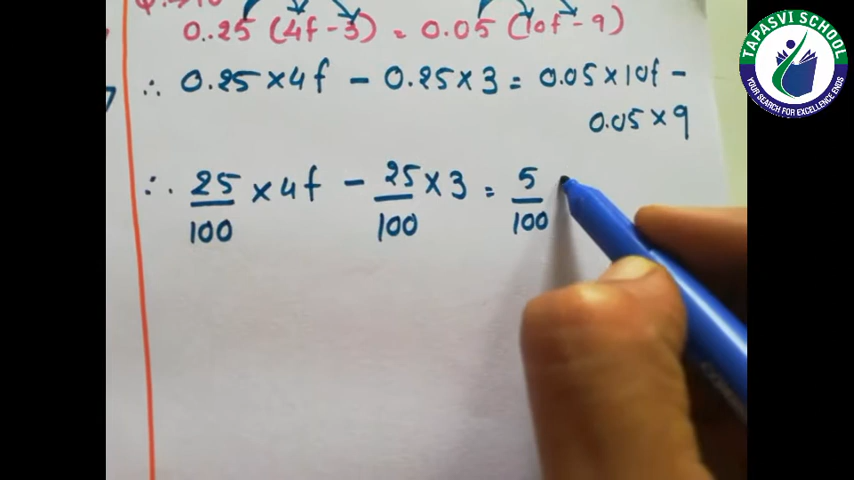 0.25 (4f - 3) = 0.05 (10f - 9)
∴ 0.25 × 4f - 0.25 × 3 = 0.05 × 10f -
0.05 × 9
∴ 25/100 × 4f - 25/100 × 3 = 5/100
TAPASVI SCHOOL
YOUR SEARCH FOR EXCELLENCE ENDS